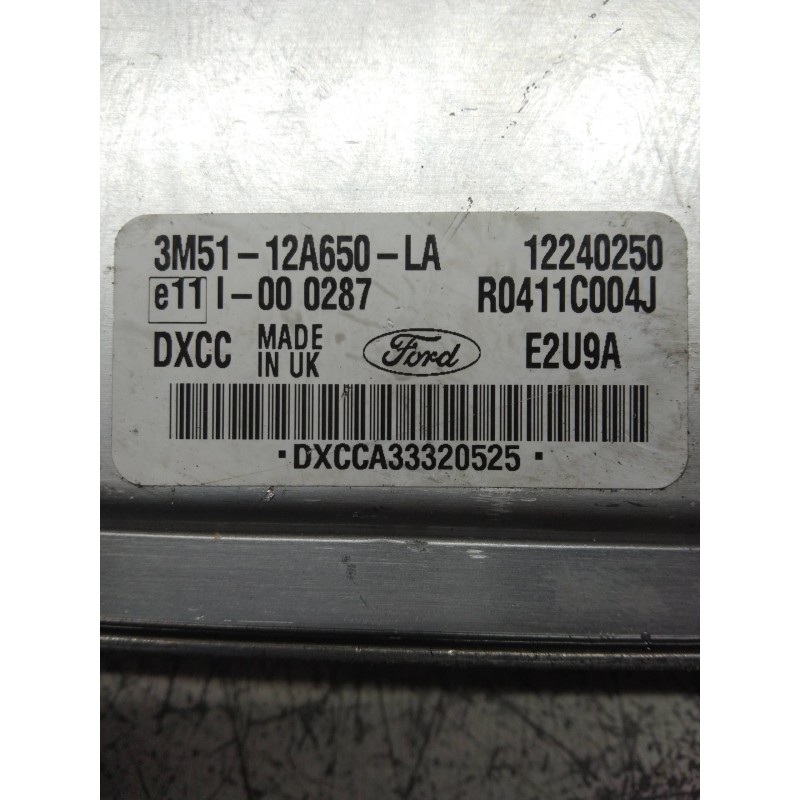 3M51-12A650-LA 12240250
e11 I-00 0287 R0411C004J
DXCC MADE IN UK Ford E2U9A
·DXCCA33320525·